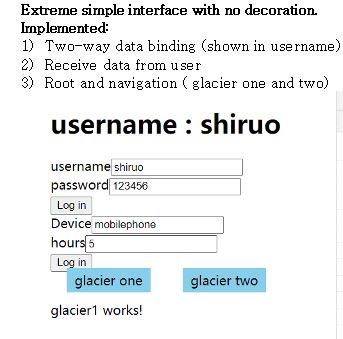 Extreme simple interface with no decoration.
Implemented:
1) Two-way data binding (shown in username)
2) Receive data from user
3) Root and navigation ( glacier one and two)
username : shiruo
username shiruo
password 123456
Log in
Device mobilephone
hours 5
Log in
glacier one glacier two
glacier1 works!